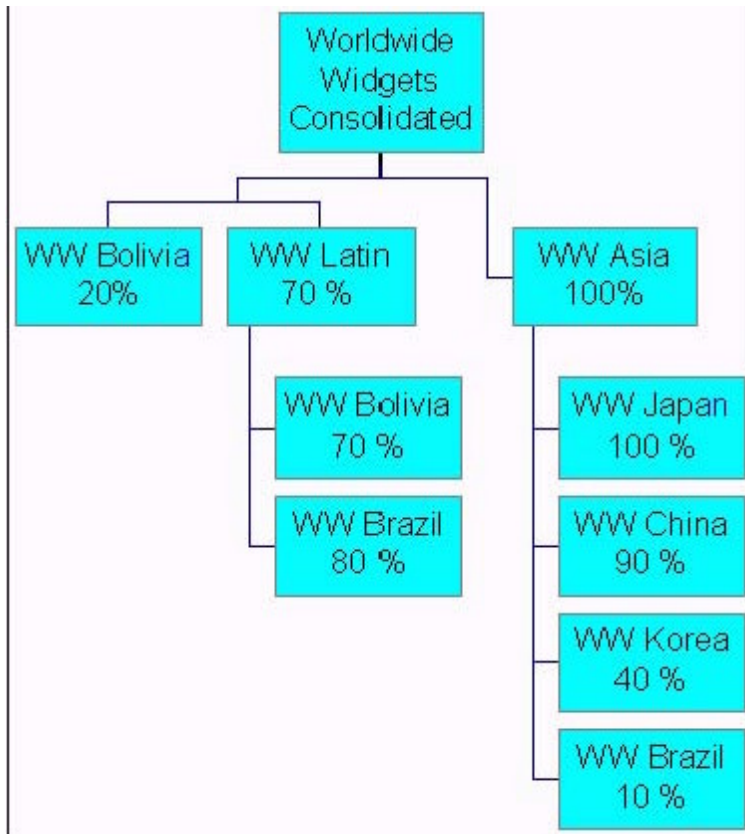 Worldwide
Widgets
Consolidated
WW Bolivia
20%
WW Latin
70 %
WW Asia
100%
WW Bolivia
70 %
WW Brazil
80 %
WW Japan
100 %
WW China
90 %
WW Korea
40 %
WW Brazil
10 %